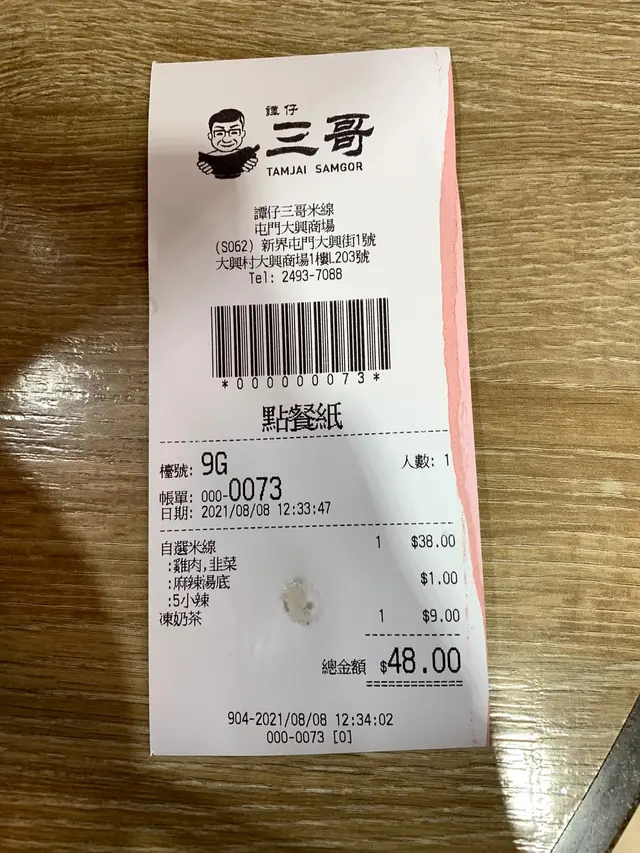 譚仔
三哥
TAMJAI SAMGOR
譚仔三哥米線
屯門大興商場
(S062) 新界屯門大興街1號
大興村大興商場1樓L203號
Tel: 2493-7088
*000000073*
點餐紙
檯號: 9G 人數: 1
帳單: 000-0073
日期: 2021/08/08 12:33:47
自選米線 1 $38.00
:雞肉,韭菜
:麻辣湯底 $1.00
:5小辣
凍奶茶 1 $9.00
總金額 $48.00
904-2021/08/08 12:34:02
000-0073 [0]